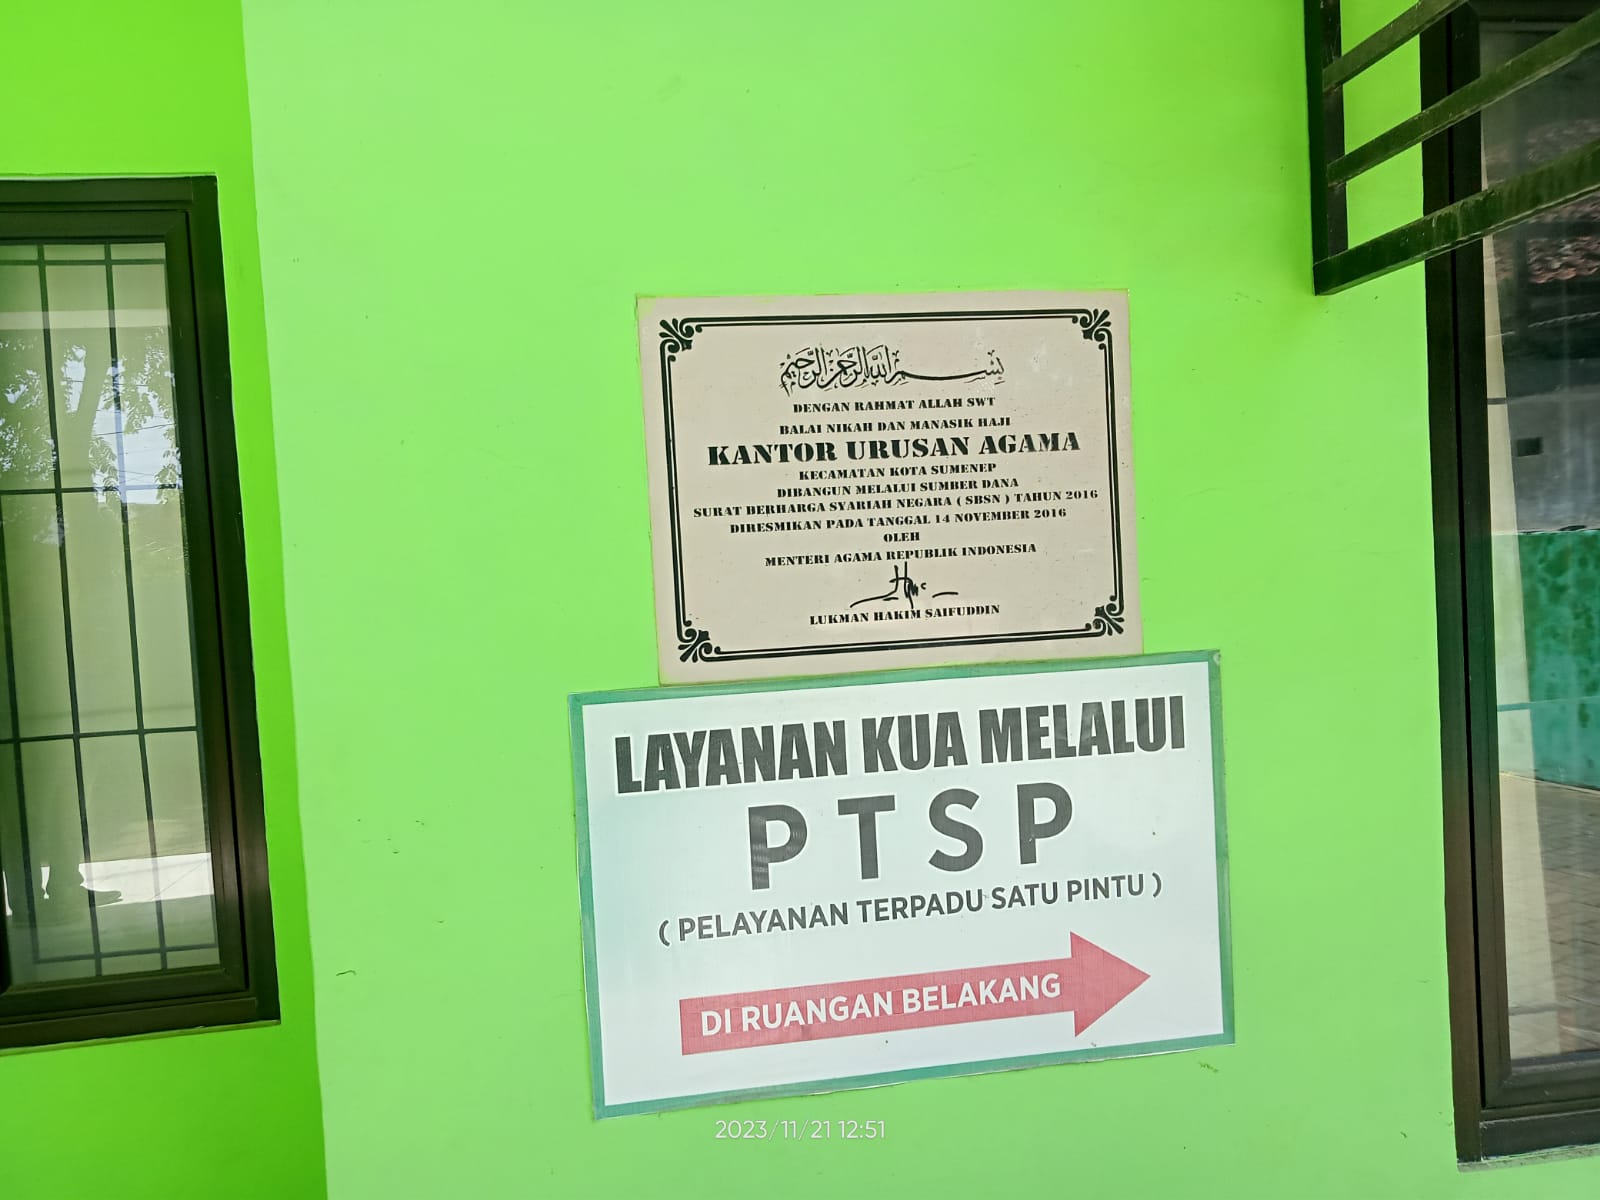 بسم الله الرحمن الرحيم
DENGAN RAHMAT ALLAH SWT
BALAI NIKAH DAN MANASIK HAJI
KANTOR URUSAN AGAMA
KECAMATAN KOTA SUMENEP
DIBANGUN MELALUI SUMBER DANA
SURAT BERHARGA SYARIAH NEGARA ( SBSN ) TAHUN 2016
DIRESMIKAN PADA TANGGAL 14 NOVEMBER 2016
OLEH
MENTERI AGAMA REPUBLIK INDONESIA
LUKMAN HAKIM SAIFUDDIN
LAYANAN KUA MELALUI
PTSP
( PELAYANAN TERPADU SATU PINTU )
DI RUANGAN BELAKANG
2023/11/21 12:51